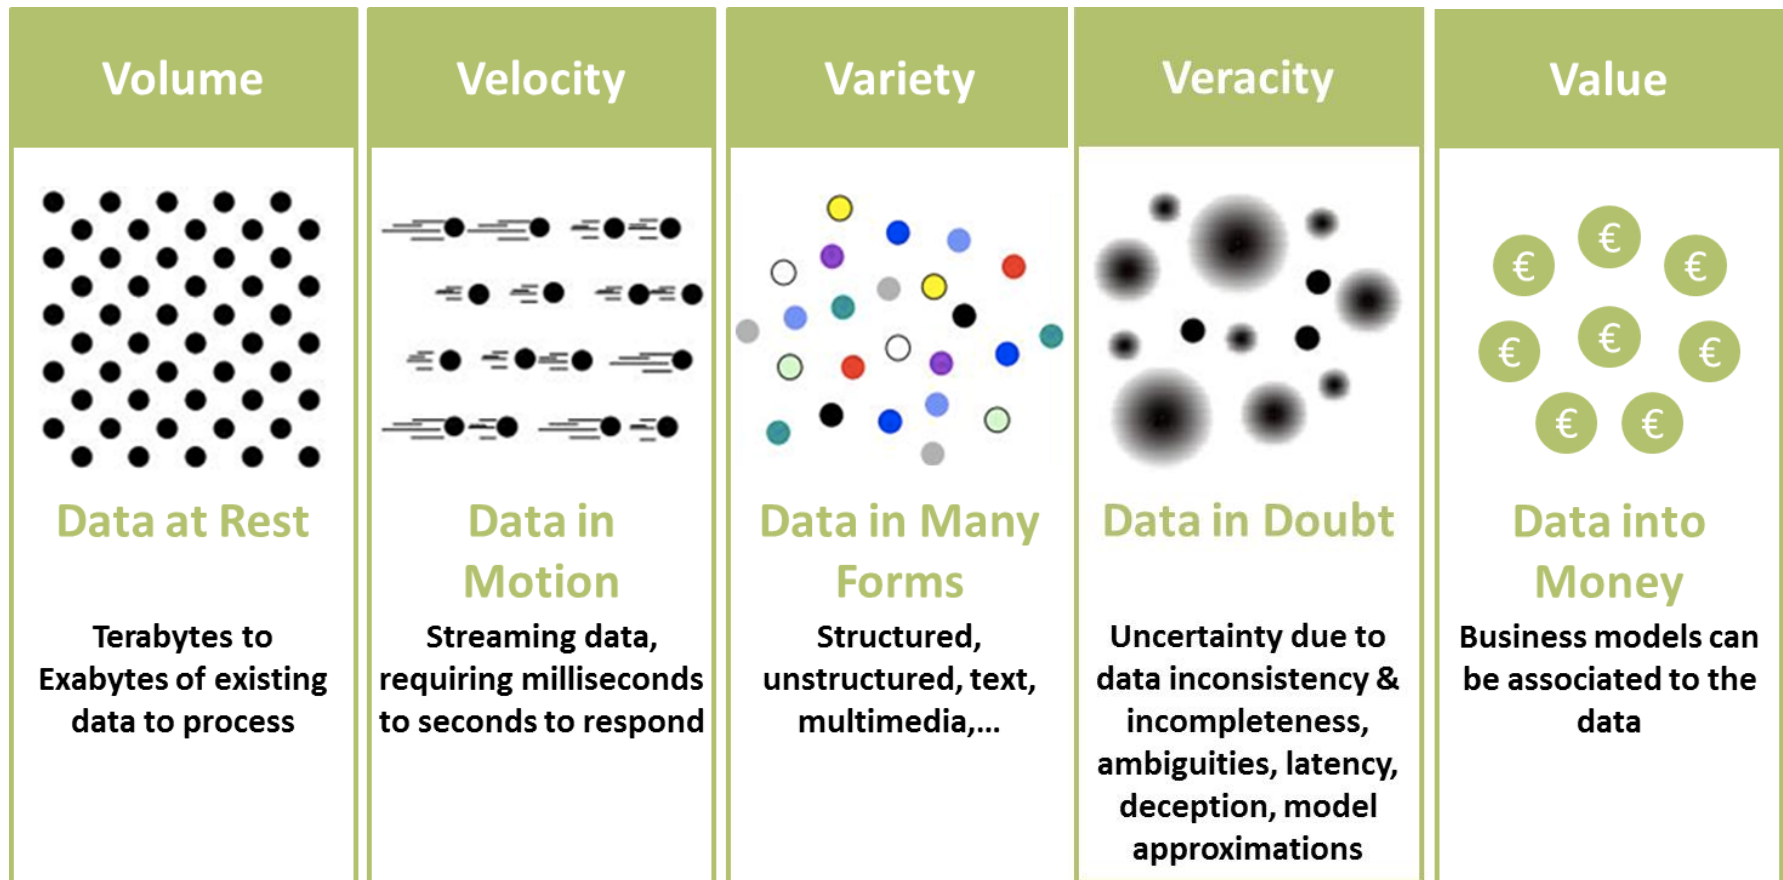 Volume
Data at Rest
Terabytes to
Exabytes of existing
data to process
Velocity
Data in
Motion
Streaming data,
requiring milliseconds
to seconds to respond
Variety
Data in Many
Forms
Structured,
unstructured, text,
multimedia,...
Veracity
Data in Doubt
Uncertainty due to
data inconsistency &
incompleteness,
ambiguities, latency,
deception, model
approximations
Value
€
€ €
€
€ €
€ €
Data into
Money
Business models can
be associated to the
data